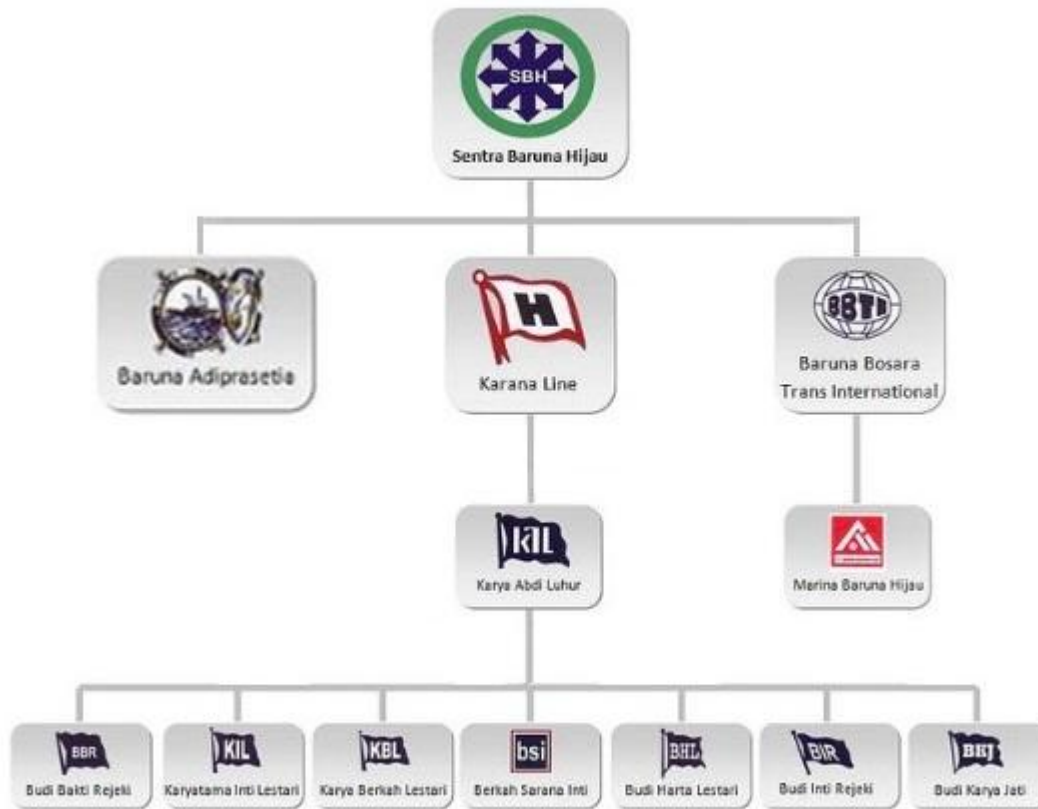 SBH
Sentra Baruna Hijau
Baruna Adiprasetia
H
Karana Line
BBTI
Baruna Bosara
Trans International
KAL
Karya Abdi Luhur
Marina Baruna Hijau
BBR
Budi Bakti Rejeki
KIL
Karyatama Inti Lestari
KBL
Karya Berkah Lestari
bsi
Berkah Sarana Inti
BHL
Budi Harta Lestari
BIR
Budi Inti Rejeki
BKJ
Budi Karya Jati